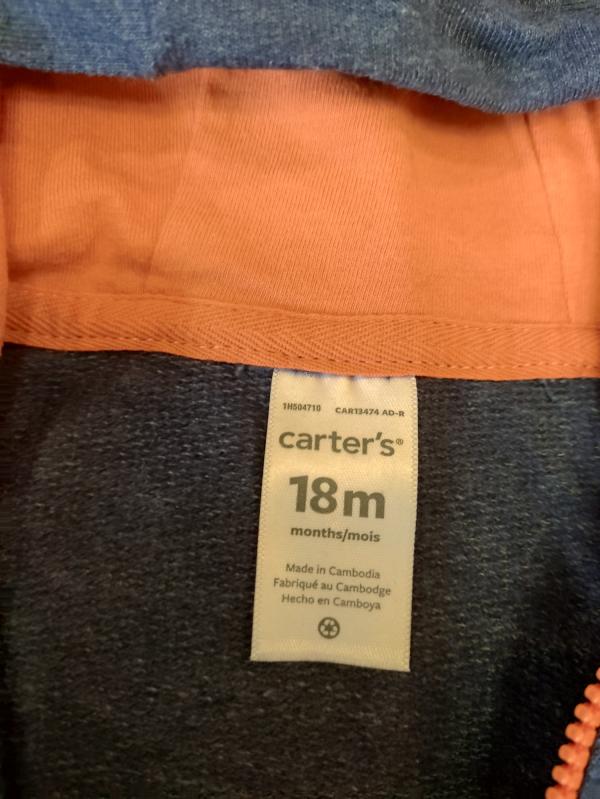 1H504710 CAR13474 AD-R
carter's®
18m
months/mois
Made in Cambodia
Fabriqué au Cambodge
Hecho en Camboya